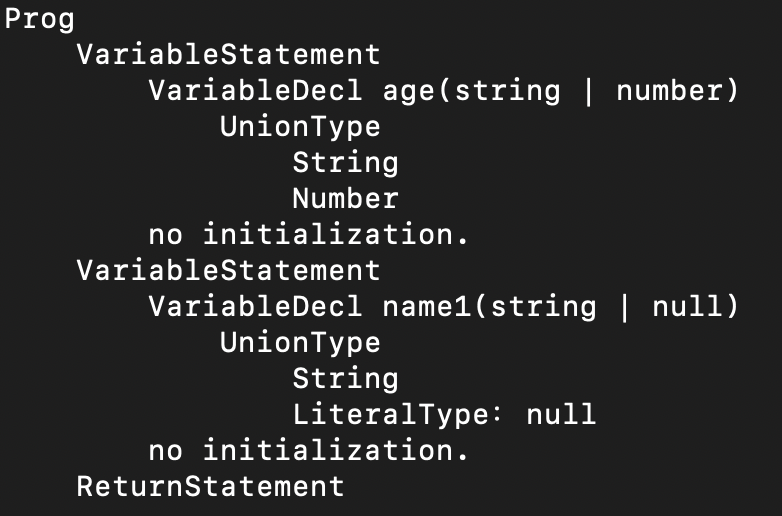 Prog
VariableStatement
VariableDecl age(string | number)
UnionType
String
Number
no initialization.
VariableStatement
VariableDecl name1(string | null)
UnionType
String
LiteralType: null
no initialization.
ReturnStatement